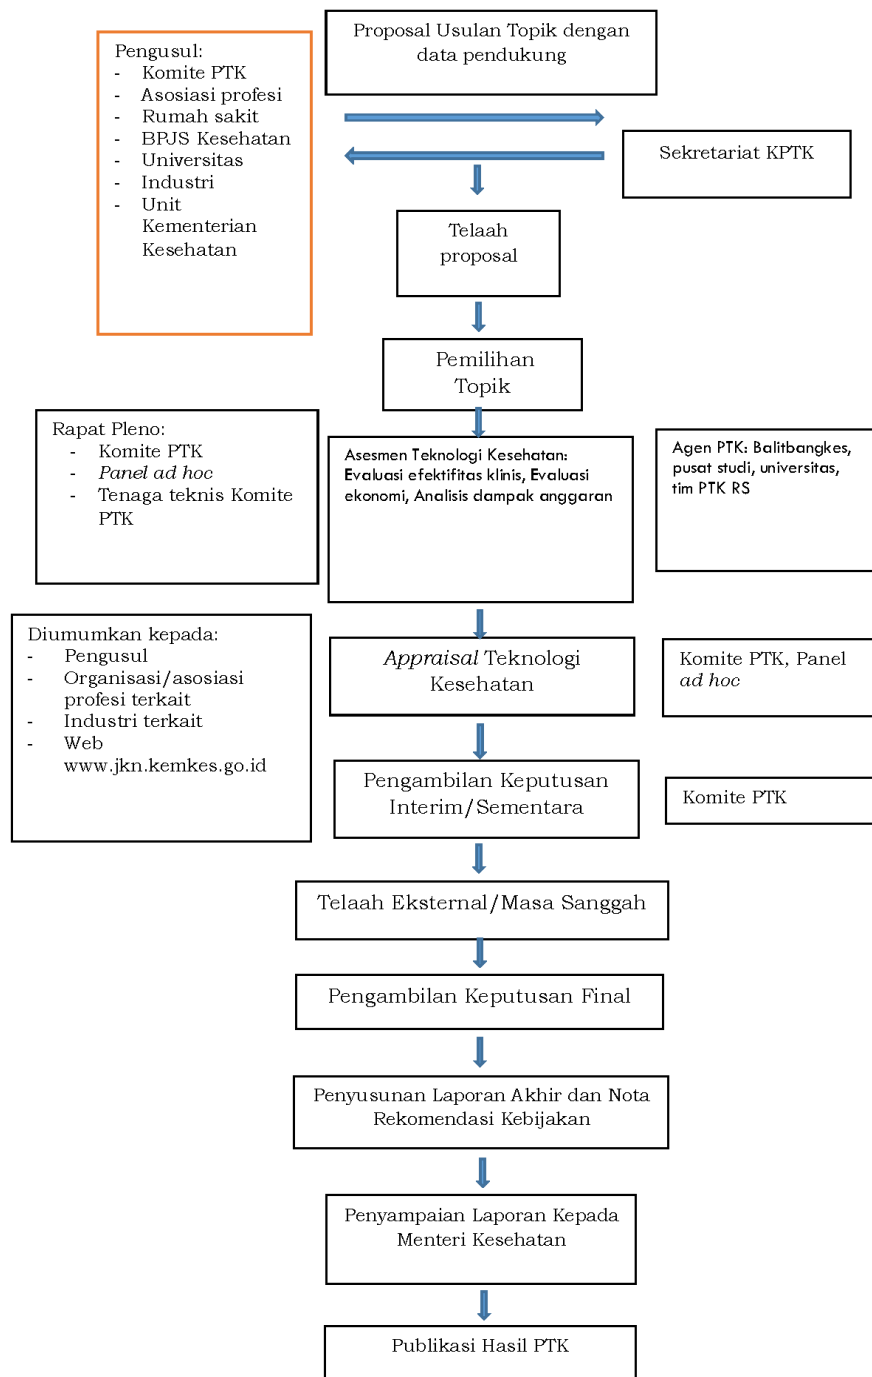 Proposal Usulan Topik dengan
data pendukung
Pengusul:
- Komite PTK
- Asosiasi profesi
- Rumah sakit
- BPJS Kesehatan
- Universitas
- Industri
- Unit
Kementerian
Kesehatan
Sekretariat KPTK
Telaah
proposal
Pemilihan
Topik
Rapat Pleno:
- Komite PTK
- Panel ad hoc
- Tenaga teknis Komite
PTK
Asesmen Teknologi Kesehatan:
Evaluasi efektifitas klinis, Evaluasi
ekonomi, Analisis dampak anggaran
Agen PTK: Balitbangkes,
pusat studi, universitas,
tim PTK RS
Diumumkan kepada:
- Pengusul
- Organisasi/asosiasi
profesi terkait
- Industri terkait
- Web
www.jkn.kemkes.go.id
Appraisal Teknologi
Kesehatan
Komite PTK, Panel
ad hoc
Pengambilan Keputusan
Interim/Sementara
Komite PTK
Telaah Eksternal/Masa Sanggah
Pengambilan Keputusan Final
Penyusunan Laporan Akhir dan Nota
Rekomendasi Kebijakan
Penyampaian Laporan Kepada
Menteri Kesehatan
Publikasi Hasil PTK